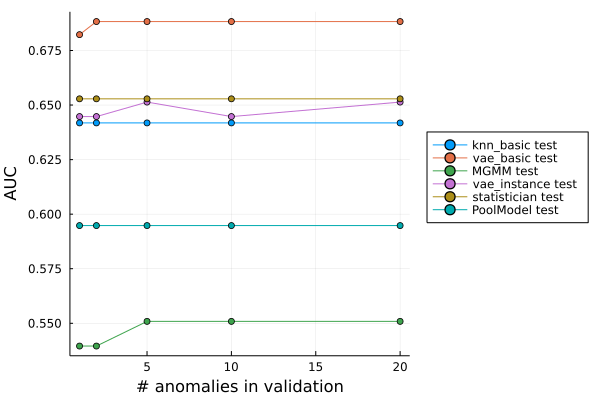 0.675
0.650
0.625
0.600
0.575
0.550
AUC
5
10
15
20
# anomalies in validation
knn_basic test
vae_basic test
MGMM test
vae_instance test
statistician test
PoolModel test